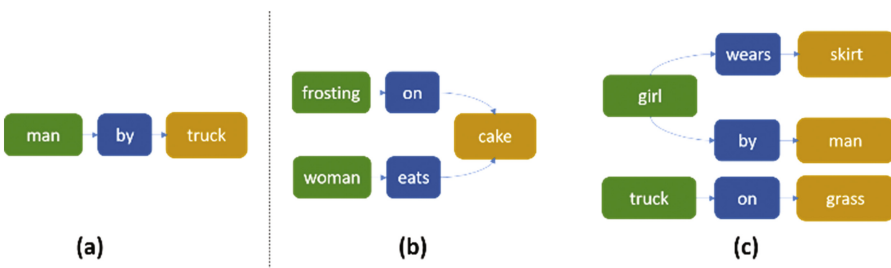 man by truck
(a)
frosting on
cake
woman eats
(b)
wears skirt
girl
by man
truck on grass
(c)